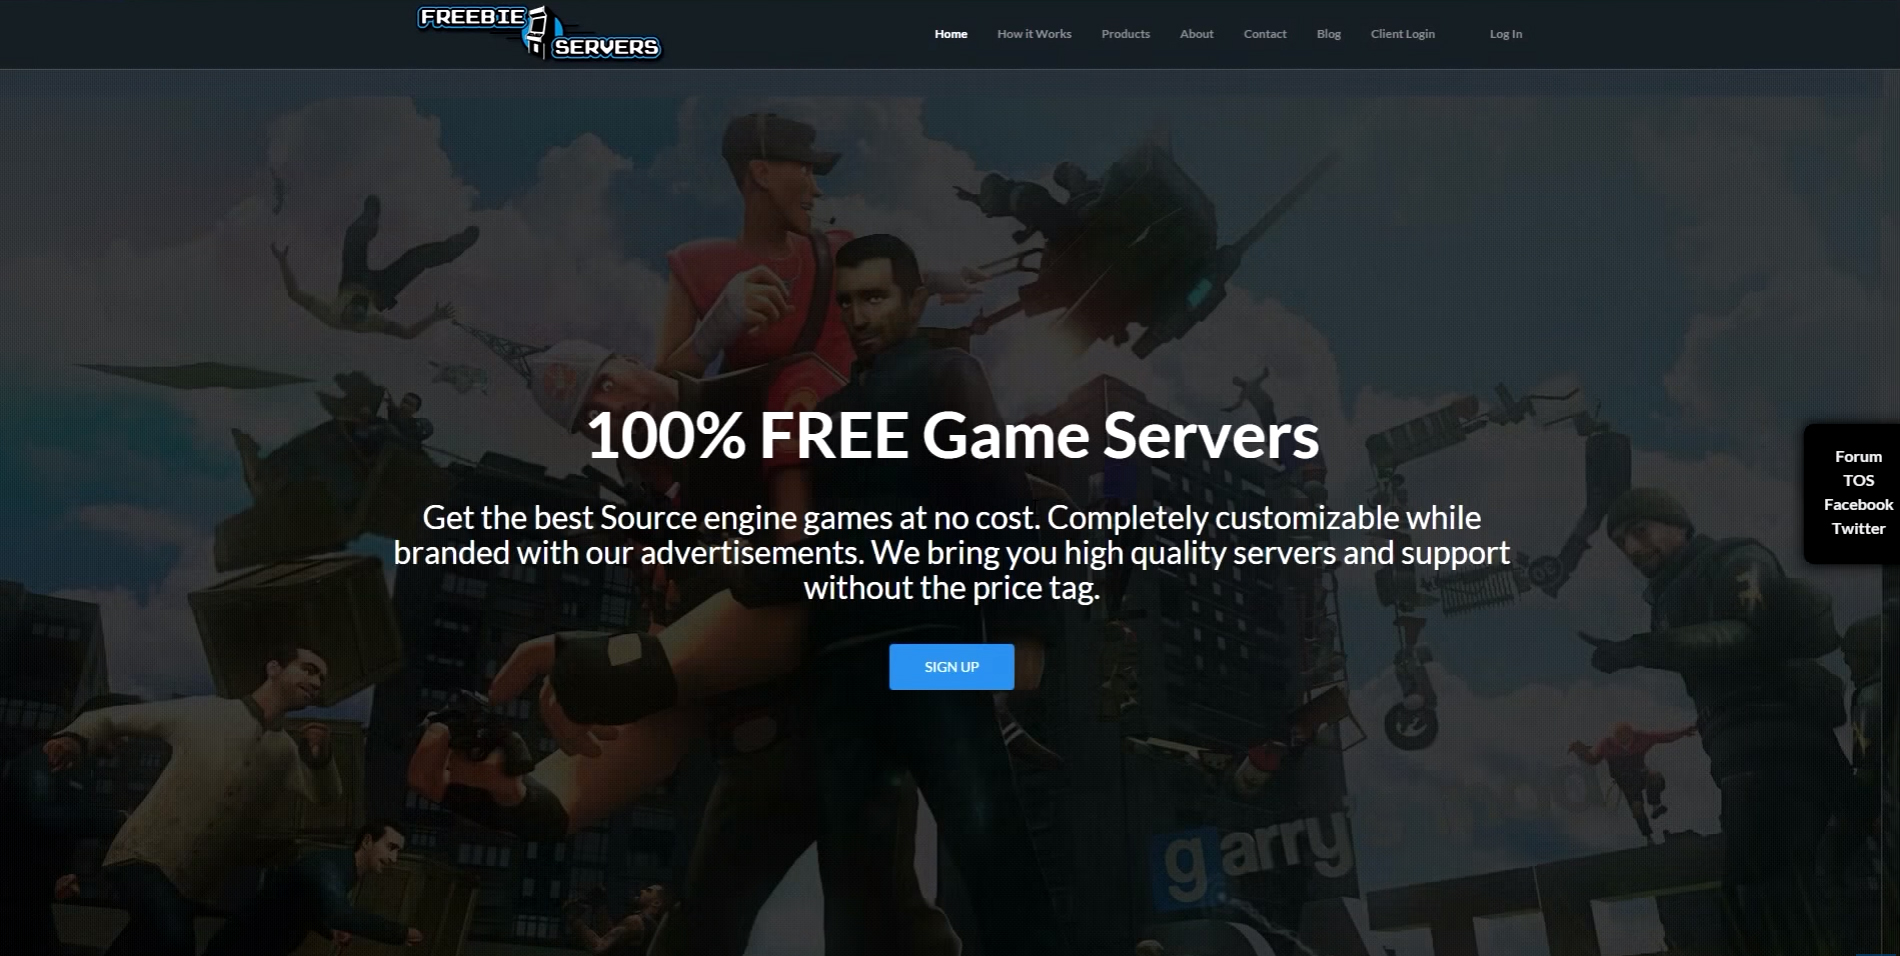 FREEBIE
SERVERS
Home How it Works Products About Contact Blog Client Login Log In
100% FREE Game Servers
Get the best Source engine games at no cost. Completely customizable while
branded with our advertisements. We bring you high quality servers and support
without the price tag.
SIGN UP
Forum
TOS
Facebook
Twitter
garry